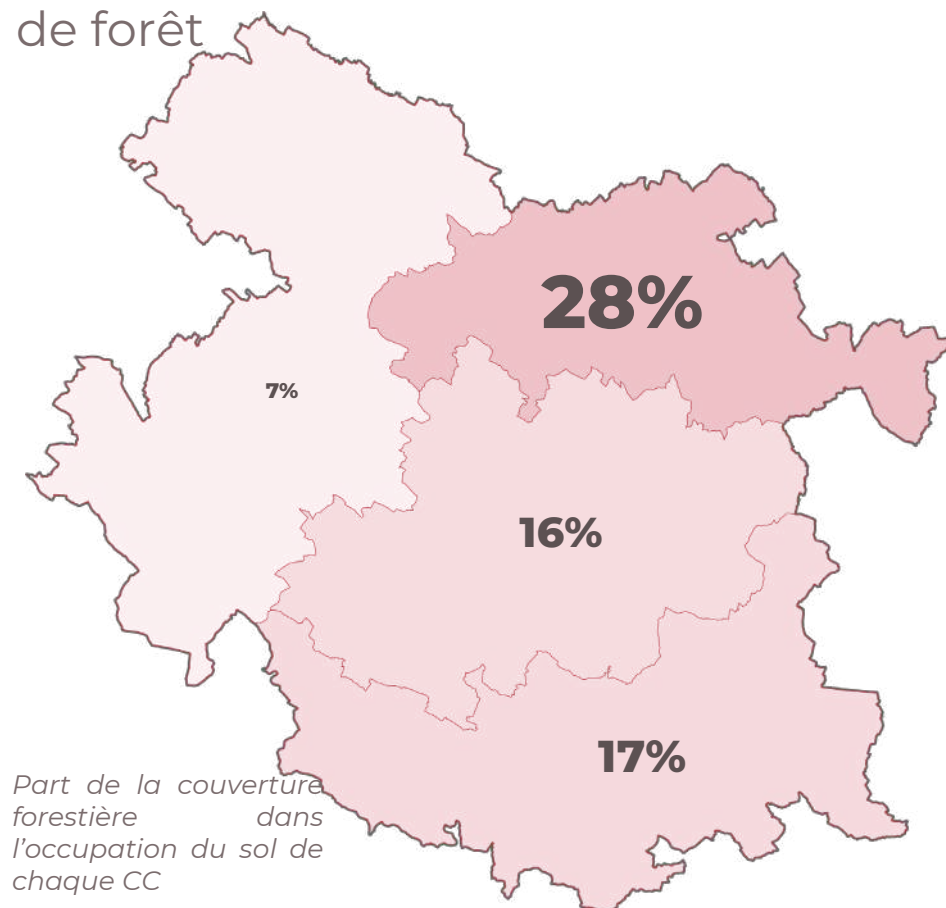 de forêt
28%
7%
16%
17%
Part de la couverture
forestière dans
l'occupation du sol de
chaque CC